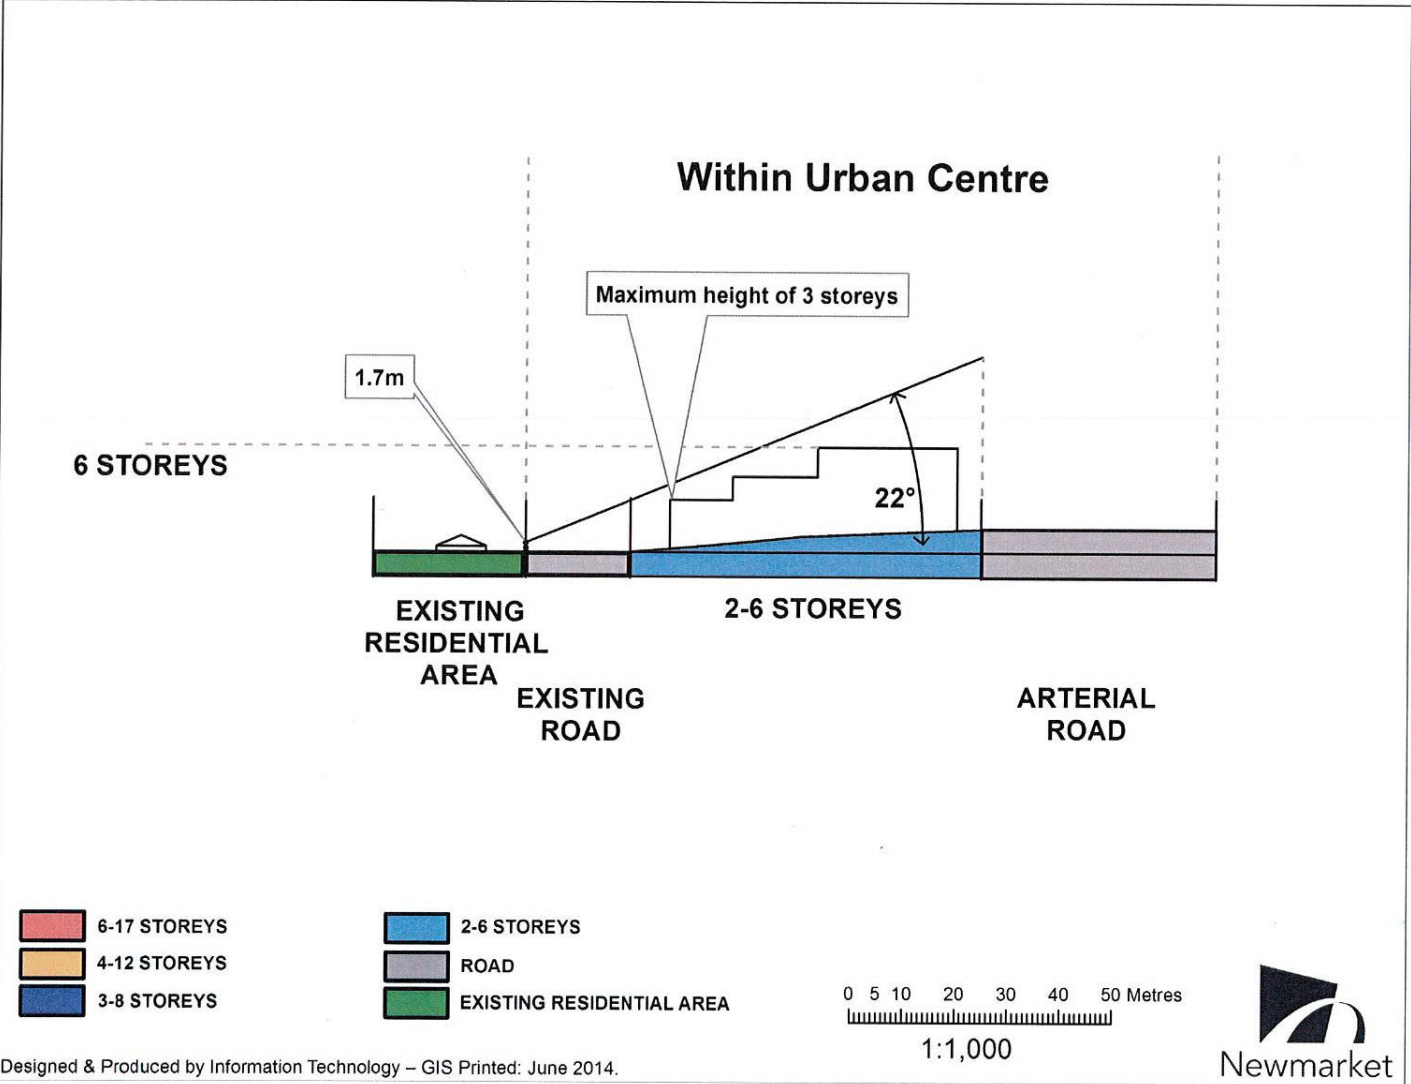 Within Urban Centre
Maximum height of 3 storeys
1.7m
6 STOREYS
22°
EXISTING
RESIDENTIAL
AREA
2-6 STOREYS
EXISTING
ROAD
ARTERIAL
ROAD
6-17 STOREYS
4-12 STOREYS
3-8 STOREYS
2-6 STOREYS
ROAD
EXISTING RESIDENTIAL AREA
0 5 10 20 30 40 50 Metres
1:1,000
Newmarket
Designed & Produced by Information Technology – GIS Printed: June 2014.